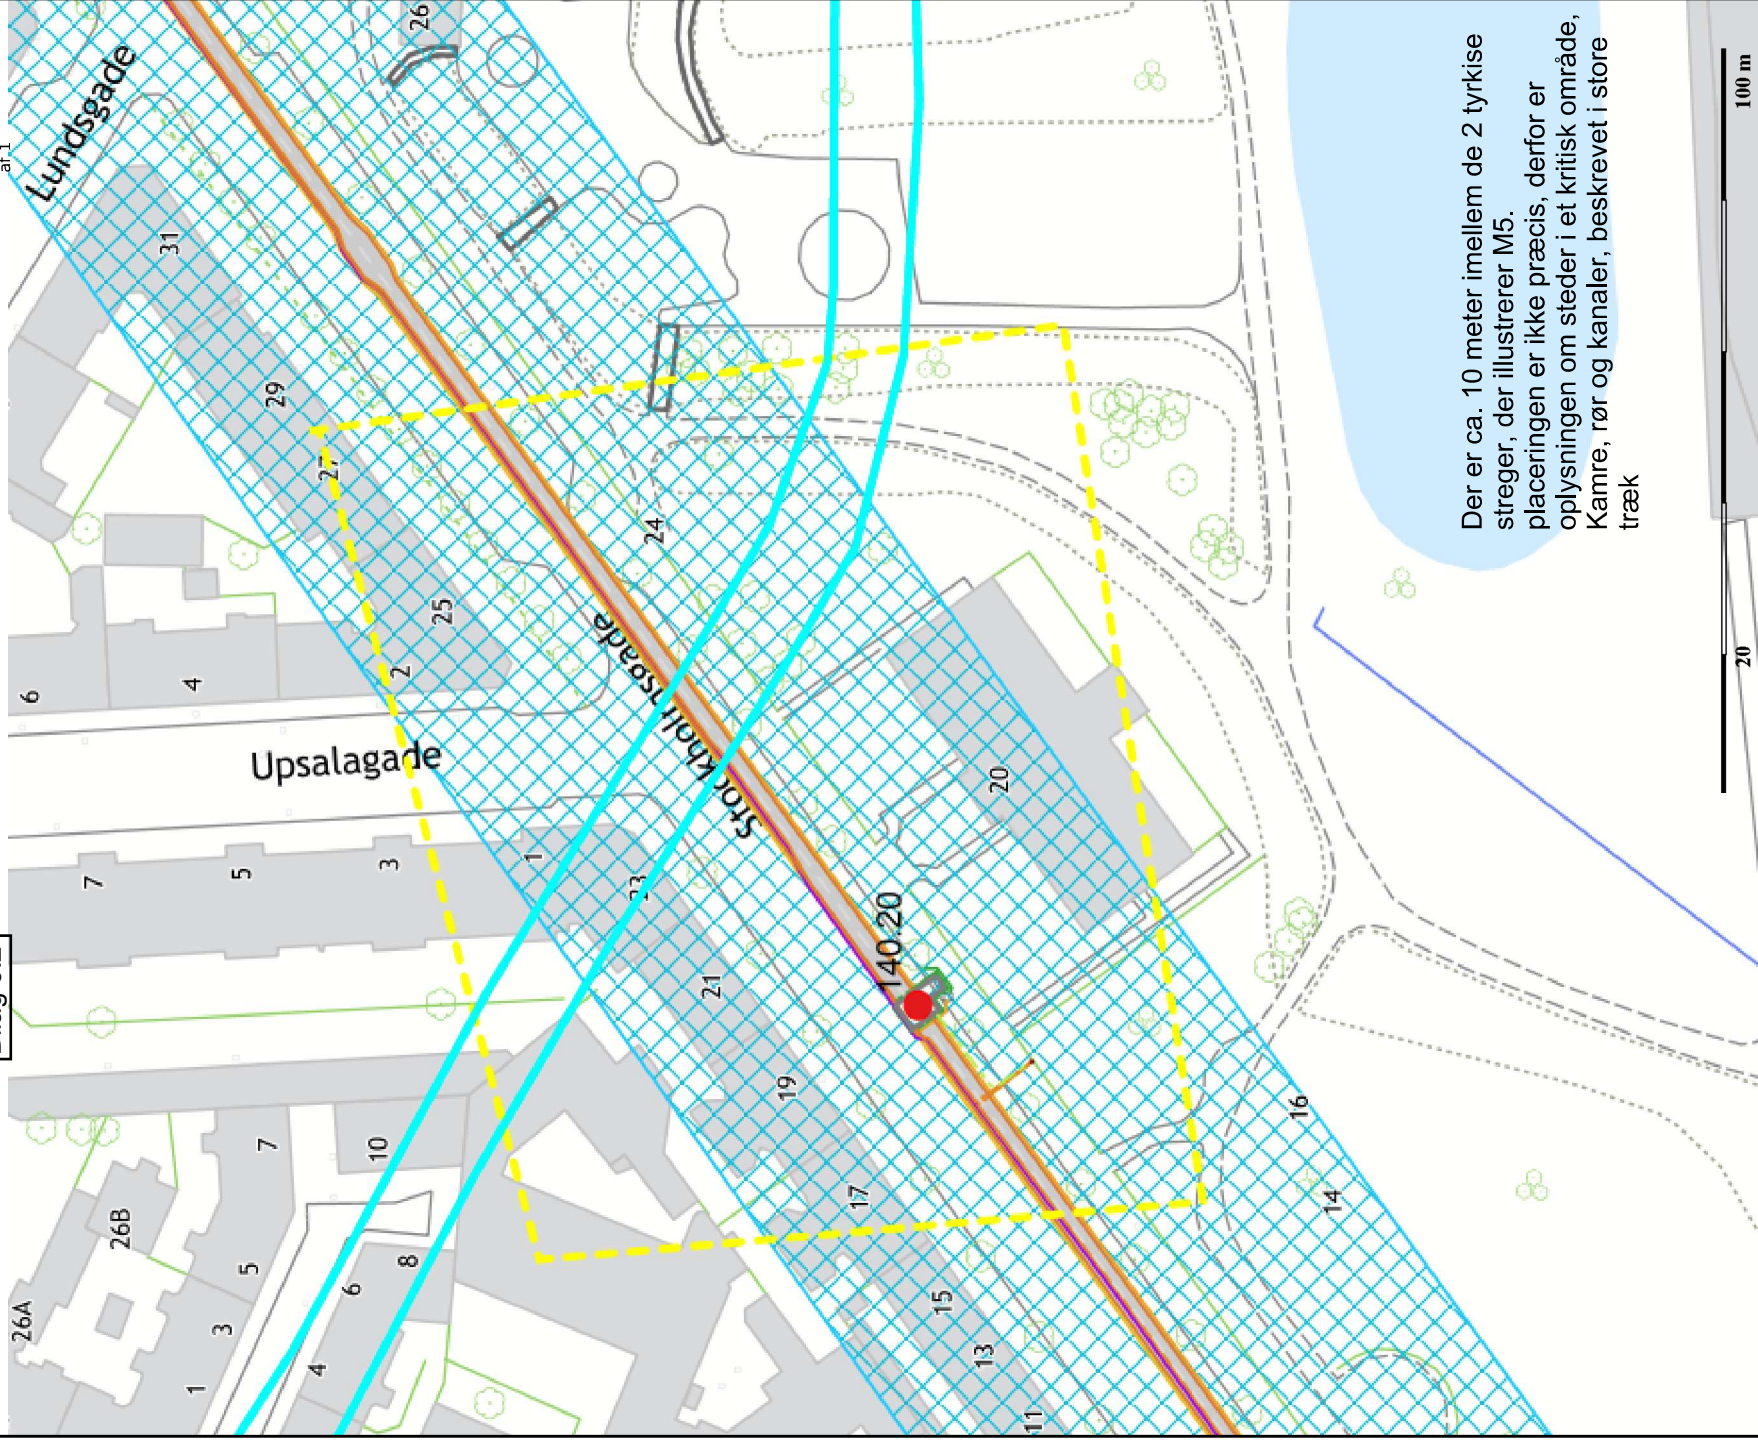 af 1
Lundsgade
26
31
29
27
25
24
2
4
6
Upsalagade
Stockholmsgade
7
5
3
1
23
21
20
140.20
19
17
16
14
15
13
11
7
10
26B
5
8
6
26A
3
4
1
Der er ca. 10 meter imellem de 2 tyrkise
streger, der illustrerer M5.
placeringen er ikke præcis, derfor er
oplysningen om steder i et kritisk område,
Kamre, rør og kanaler, beskrevet i store
træk
20
100 m